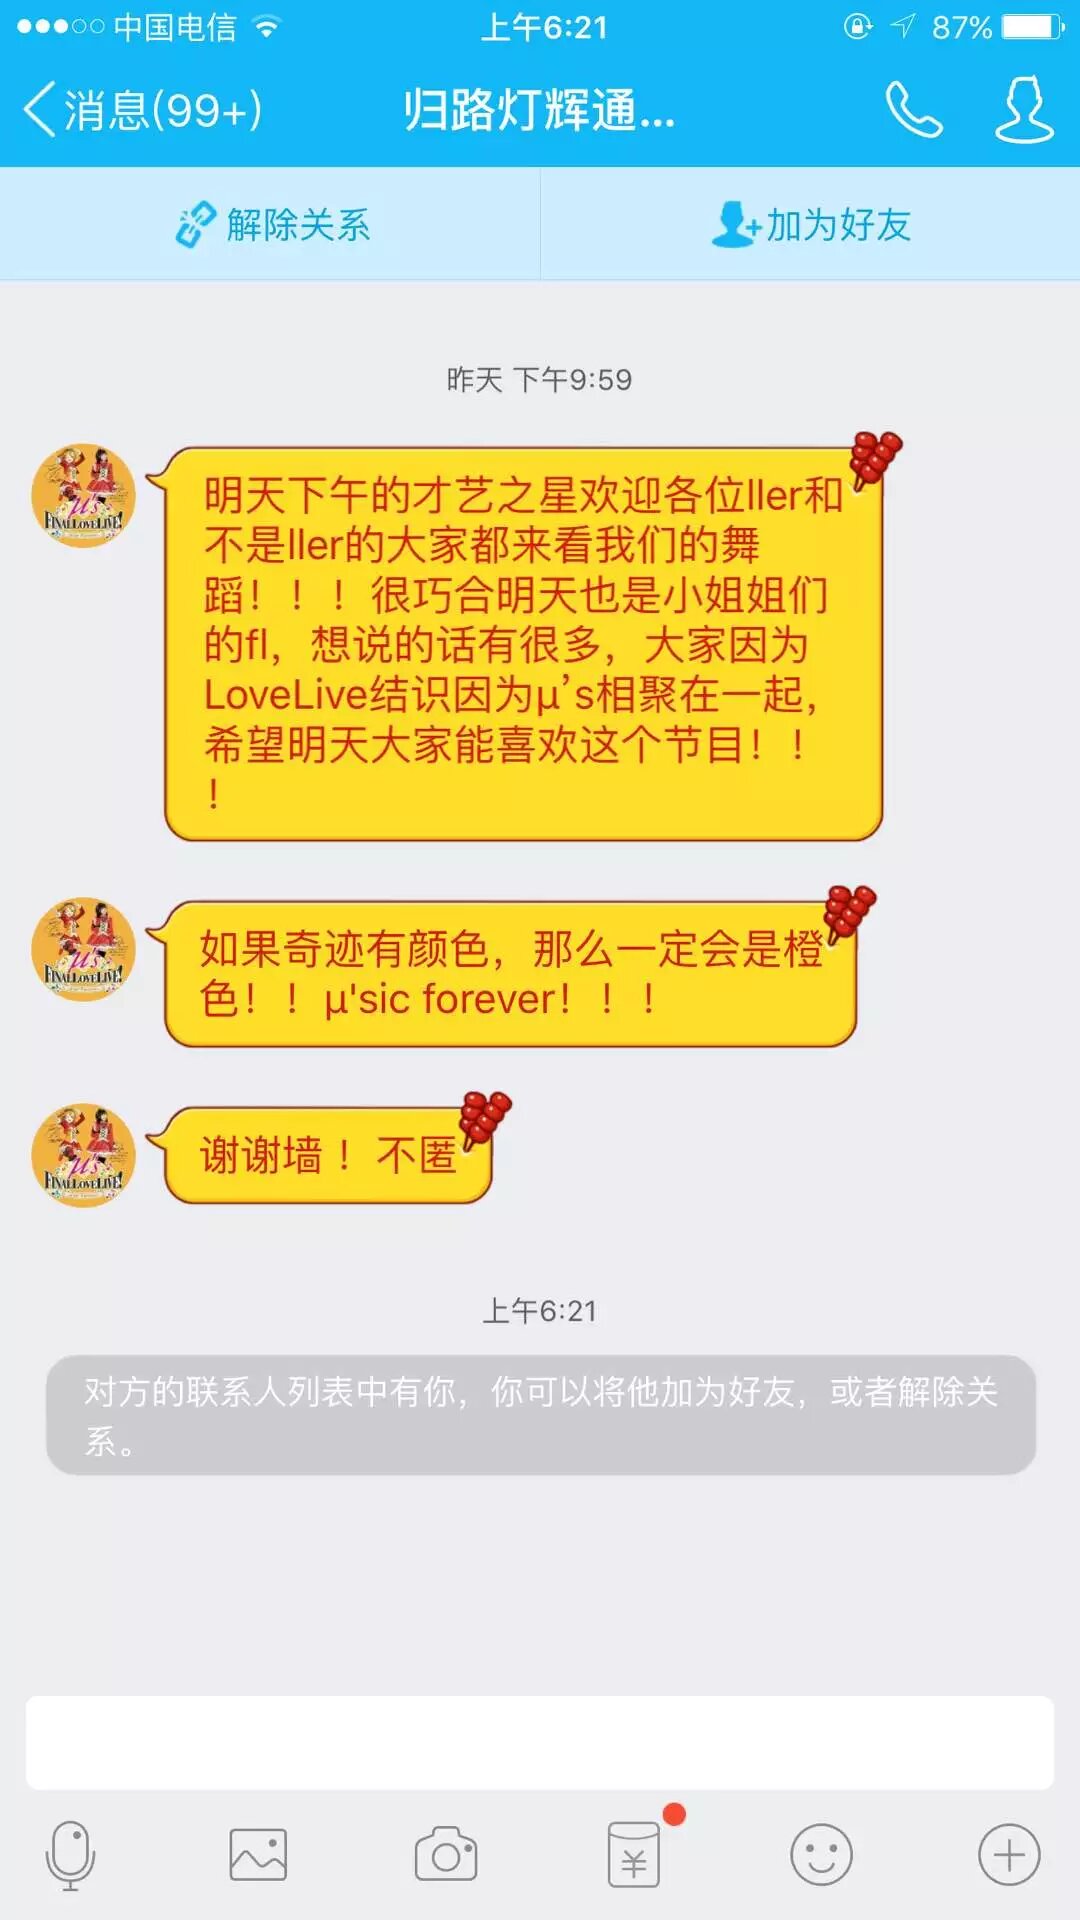 中国电信 上午6:21 87%
消息(99+) 归路灯辉通...
解除关系 加为好友
昨天 下午9:59
明天下午的才艺之星欢迎各位ller和
不是ller的大家都来看我们的舞
蹈！！！很巧合明天也是小姐姐们
的fl，想说的话有很多，大家因为
LoveLive结识因为μ’s相聚在一起，
希望明天大家能喜欢这个节目！！
！
μ's
FINAL LOVELIVE!
如果奇迹有颜色，那么一定会是橙
色！！μ'sic forever！！！
μ's
FINAL LOVELIVE!
谢谢墙 ！不匿
μ's
FINAL LOVELIVE!
上午6:21
对方的联系人列表中有你，你可以将他加为好友，或者解除关
系。